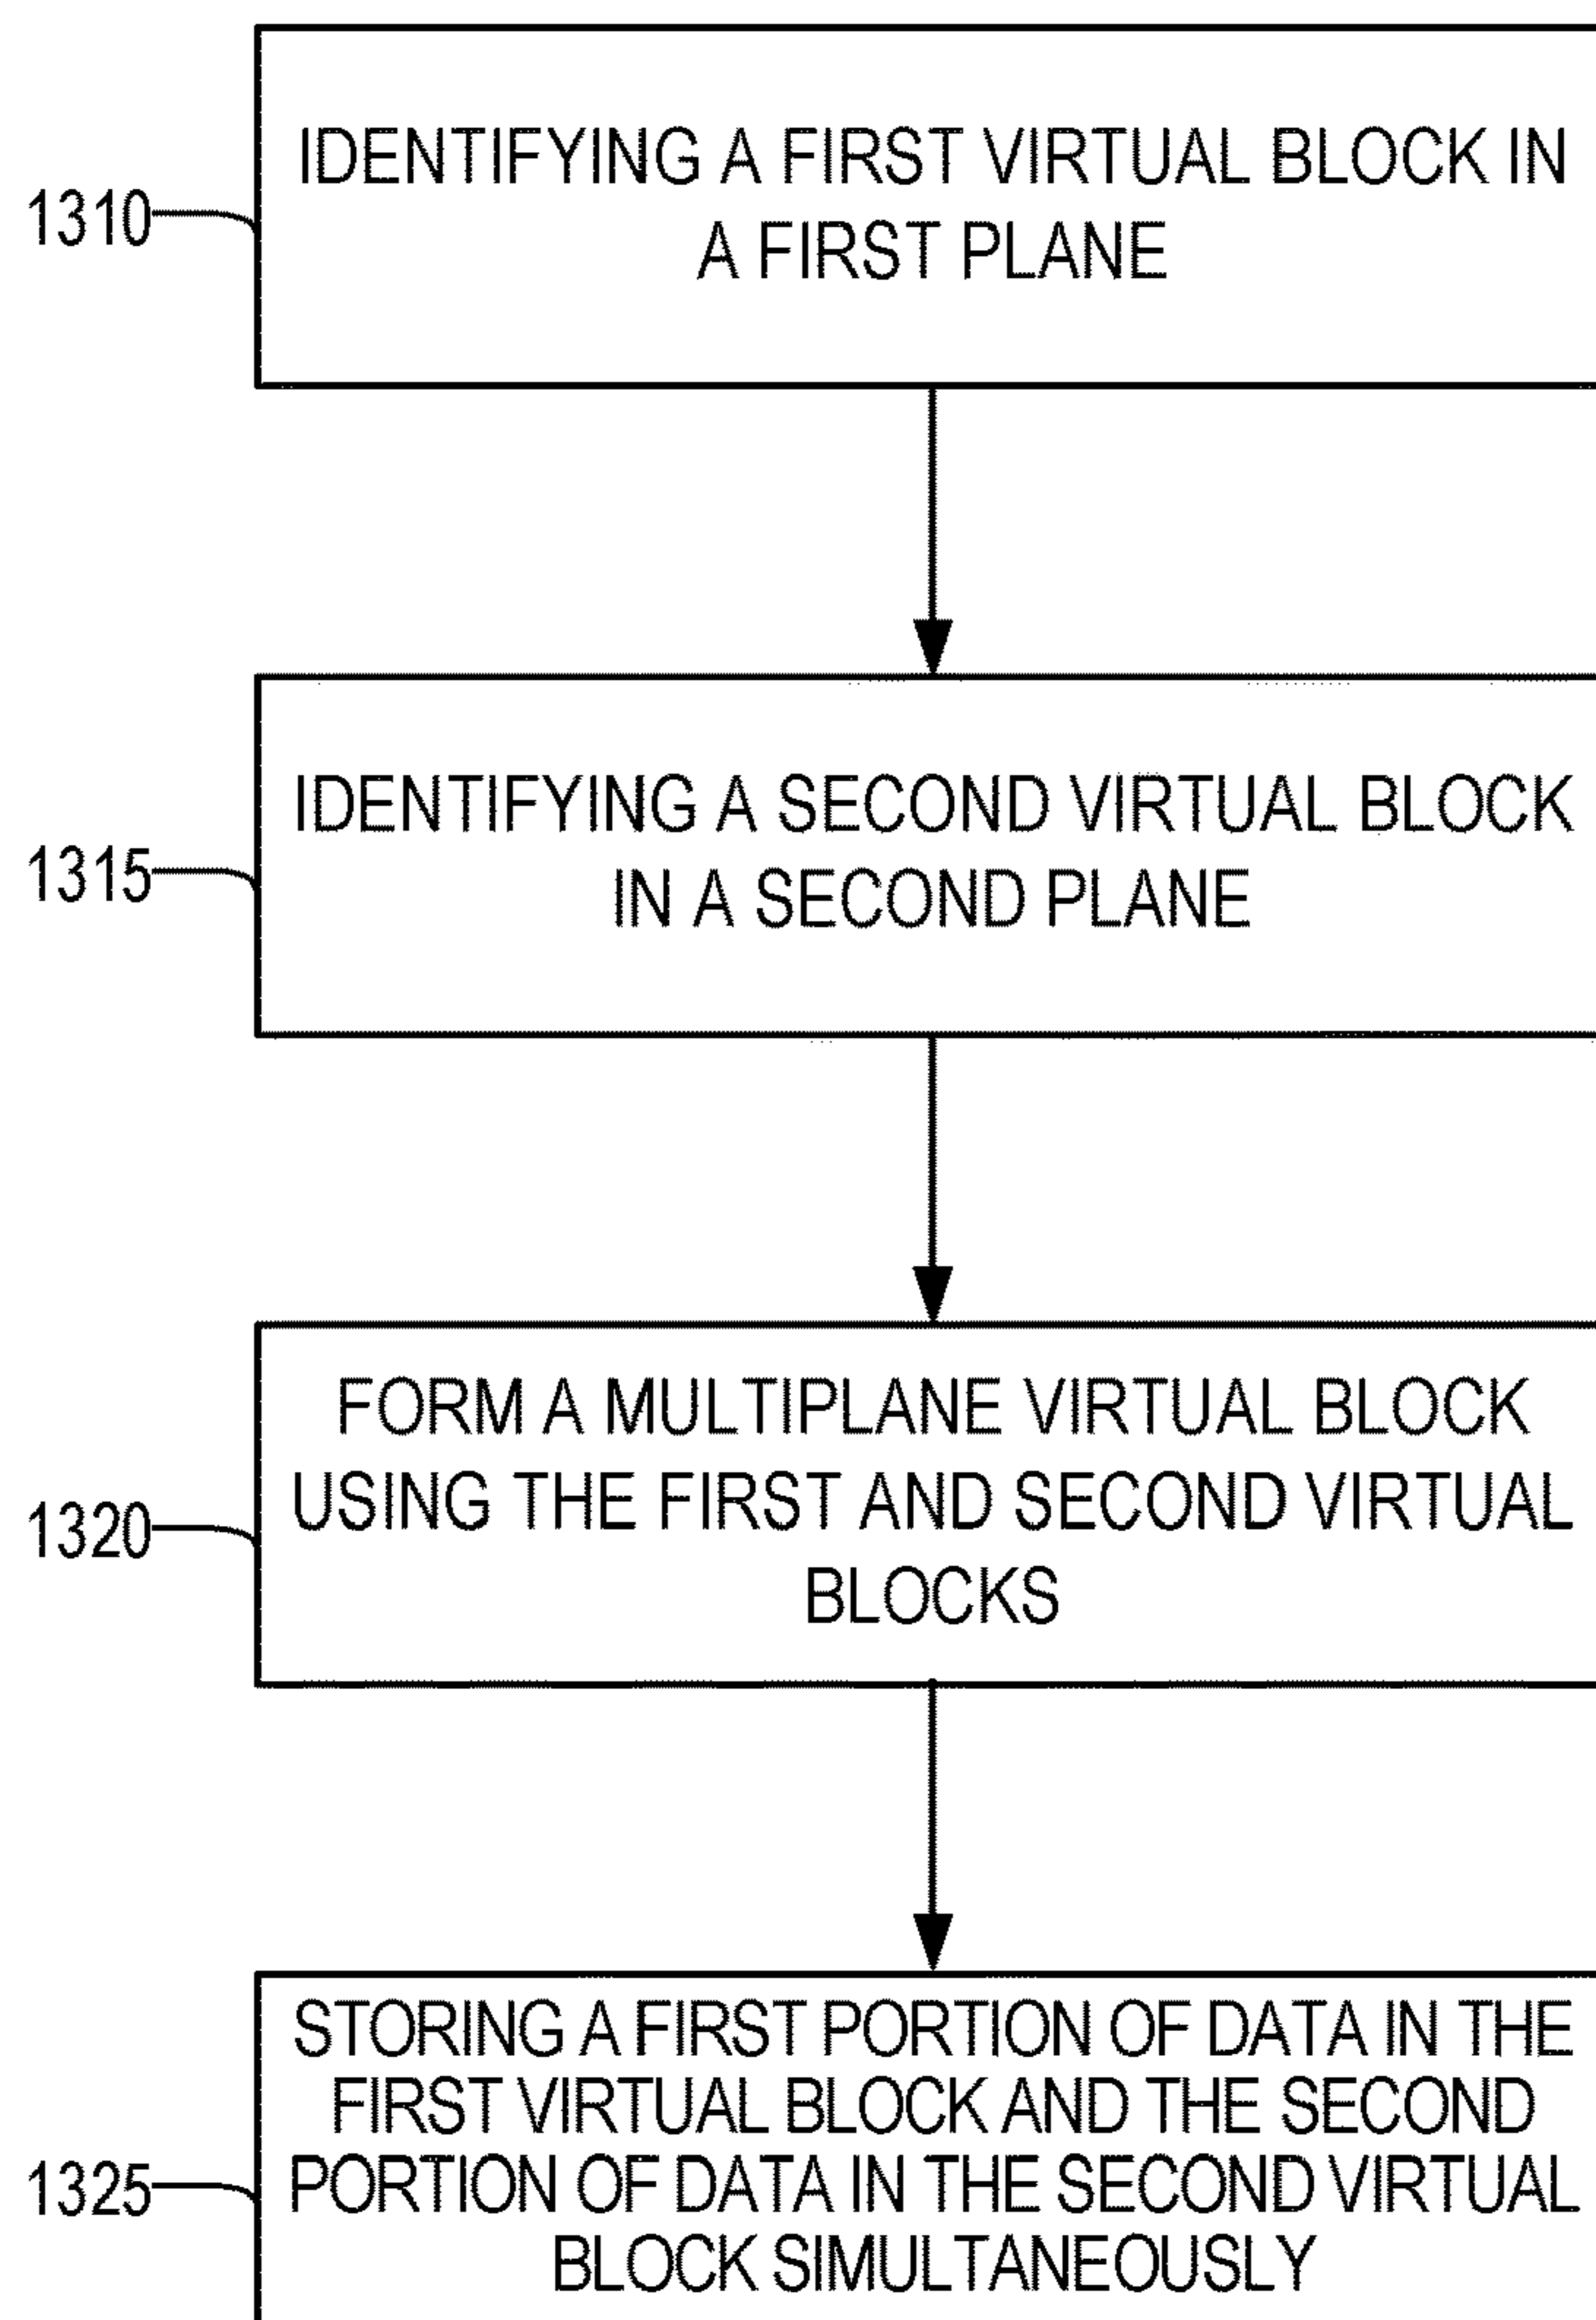 IDENTIFYING A FIRST VIRTUAL BLOCK IN
A FIRST PLANE
1310
IDENTIFYING A SECOND VIRTUAL BLOCK
IN A SECOND PLANE
1315
FORM A MULTIPLANE VIRTUAL BLOCK
USING THE FIRST AND SECOND VIRTUAL
BLOCKS
1320
STORING A FIRST PORTION OF DATA IN THE
FIRST VIRTUAL BLOCK AND THE SECOND
PORTION OF DATA IN THE SECOND VIRTUAL
BLOCK SIMULTANEOUSLY
1325